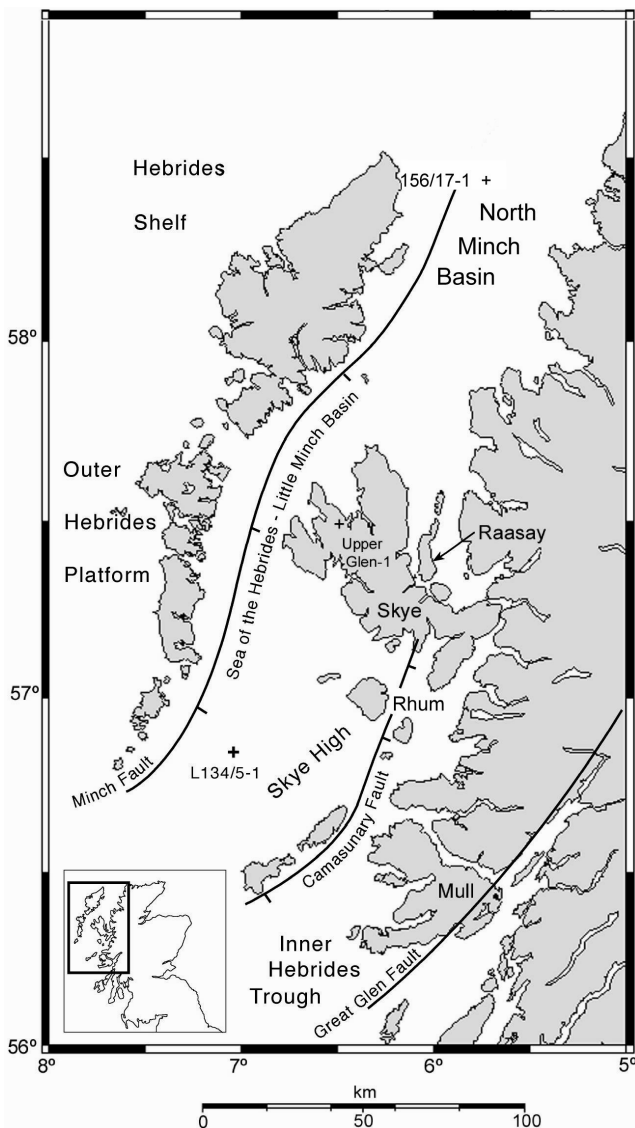 Hebrides
Shelf
156/17-1 +
North
Minch
Basin
58º
Sea of the Hebrides - Little Minch Basin
Outer
Hebrides
Platform
Raasay
Upper
Glen-1
Skye
57º
Rhum
Skye High
L134/5-1
Minch Fault
Camasunary Fault
Mull
Inner
Hebrides
Trough
Great Glen Fault
56º
8º
7º
6º
5º
km
0
50
100